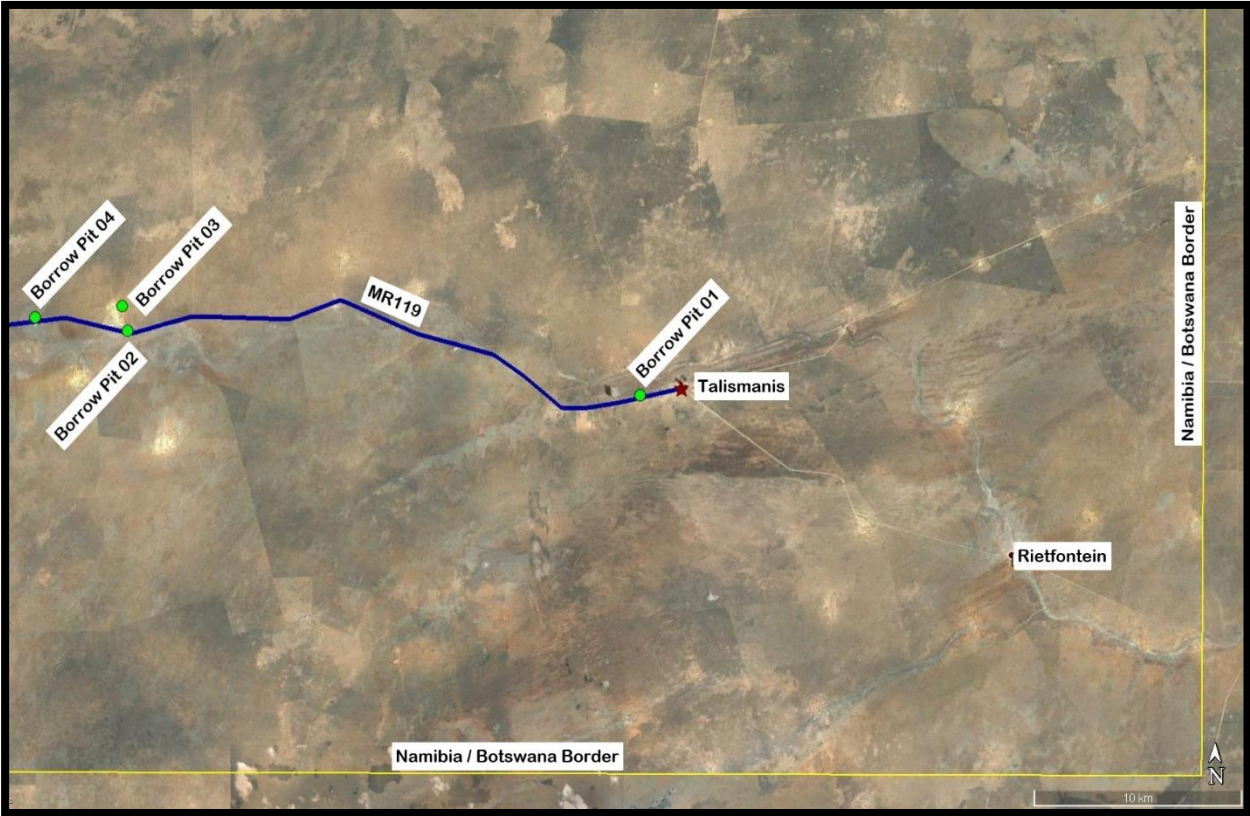 Borrow Pit 04
Borrow Pit 03
Borrow Pit 02
MR119
Borrow Pit 01
Talismanis
Namibia / Botswana Border
Rietfontein
Namibia / Botswana Border
N
10 km